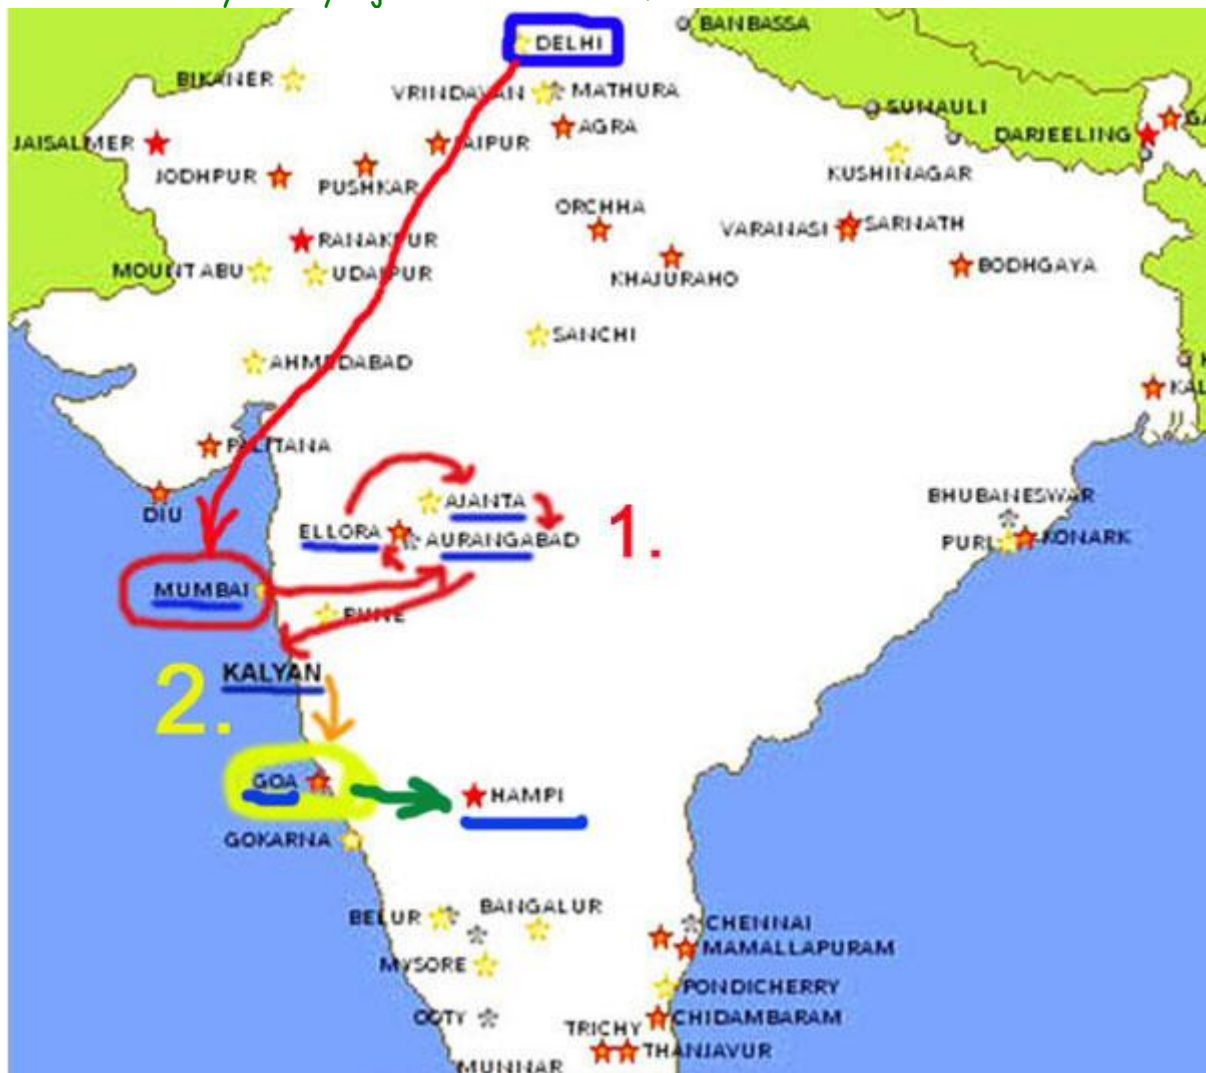 DELHI
BANBASSA
BIKANER
VRINDAVAN
MATHURA
SUNAULI
JAISALMER
AGRA
DARJEELING
GA
JAIPUR
JODHPUR
PUSHKAR
KUSHINAGAR
ORCHHA
VARANASI
SARNATH
RANAKPUR
MOUNT ABU
UDAIPUR
KHAJURAHO
BODHGAYA
SANCHI
AHMEDABAD
KAL
PALITANA
DIU
AJANTA
BHUBANESWAR
ELLORA
AURANGABAD
1.
PURI
KONARK
MUMBAI
PUNE
KALYAN
2.
GOA
HAMPI
GOKARNA
BELUR
BANGALUR
CHENNAI
MAMALLAPURAM
MYSORE
PONDICHERRY
OOTY
TRICHY
CHIDAMBARAM
THANJAVUR
MUNNAR